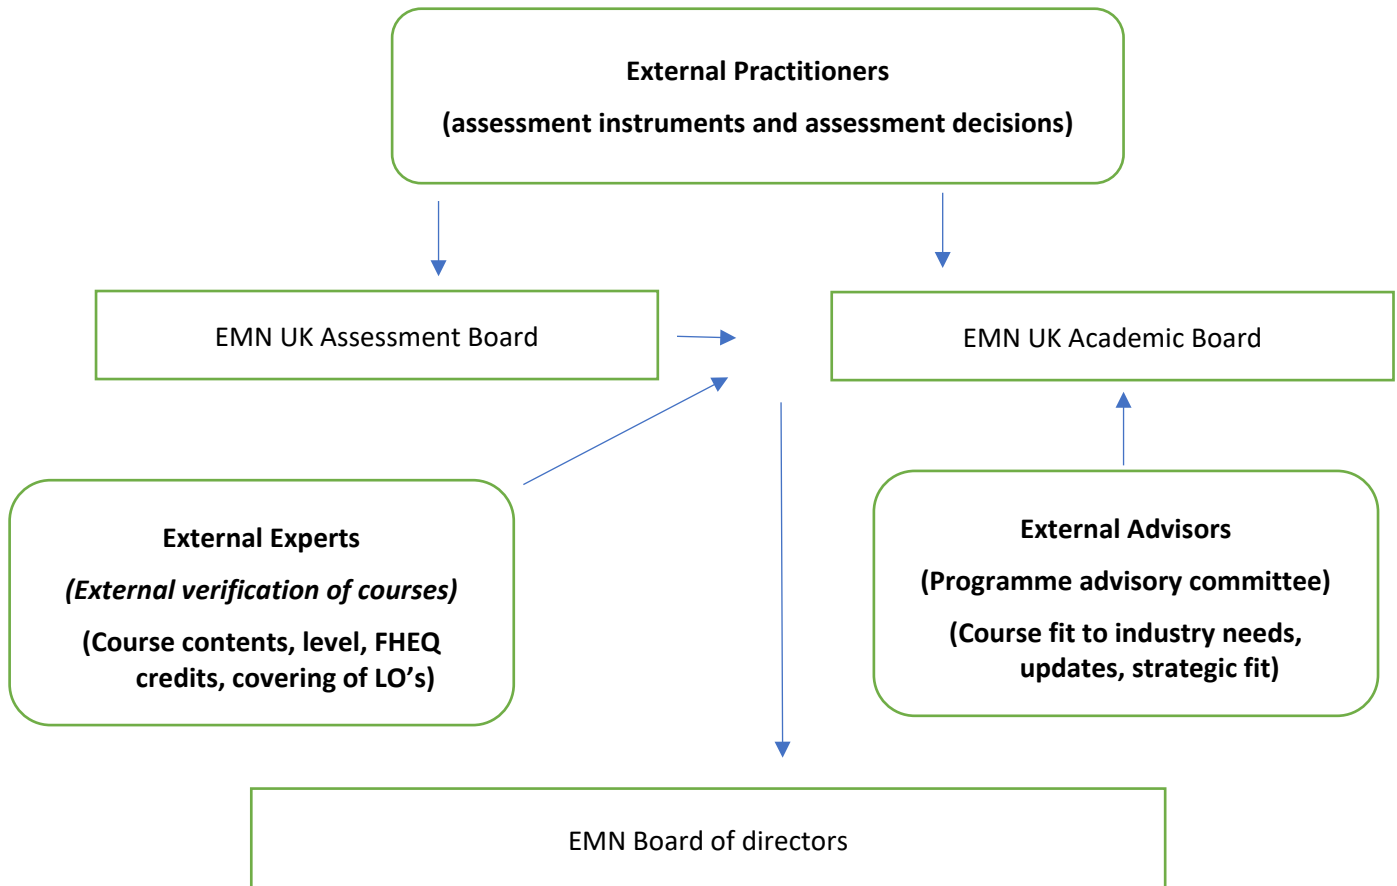 External Practitioners
(assessment instruments and assessment decisions)
EMN UK Assessment Board
EMN UK Academic Board
External Experts
(External verification of courses)
(Course contents, level, FHEQ
credits, covering of LO’s)
External Advisors
(Programme advisory committee)
(Course fit to industry needs,
updates, strategic fit)
EMN Board of directors